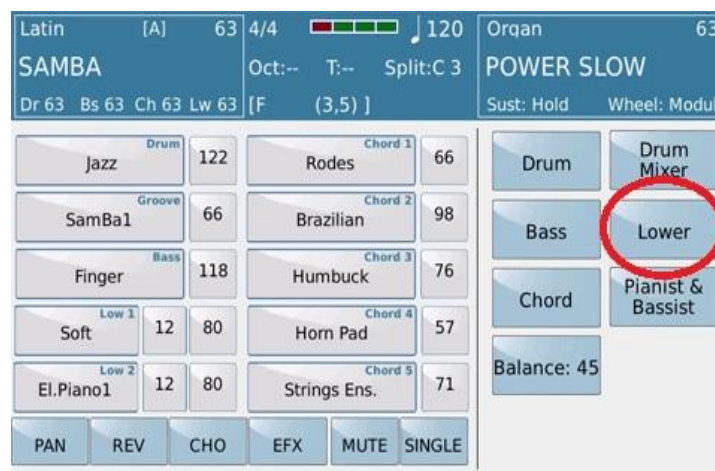 Latin [A] 63 4/4 120 Organ 63
SAMBA Oct:-- T:-- Split:C 3 POWER SLOW
Dr 63 Bs 63 Ch 63 Lw 63 [F (3,5) ] Sust: Hold Wheel: Modul
Drum Chord 1
Jazz 122 Rodes 66 Drum Drum Mixer
Groove Chord 2
SamBa1 66 Brazilian 98 Bass Lower
Bass Chord 3
Finger 118 Humbuck 76 Chord Pianist & Bassist
Low 1 Chord 4
Soft 12 80 Horn Pad 57
Low 2 Chord 5
El.Piano1 12 80 Strings Ens. 71 Balance: 45
PAN REV CHO EFX MUTE SINGLE